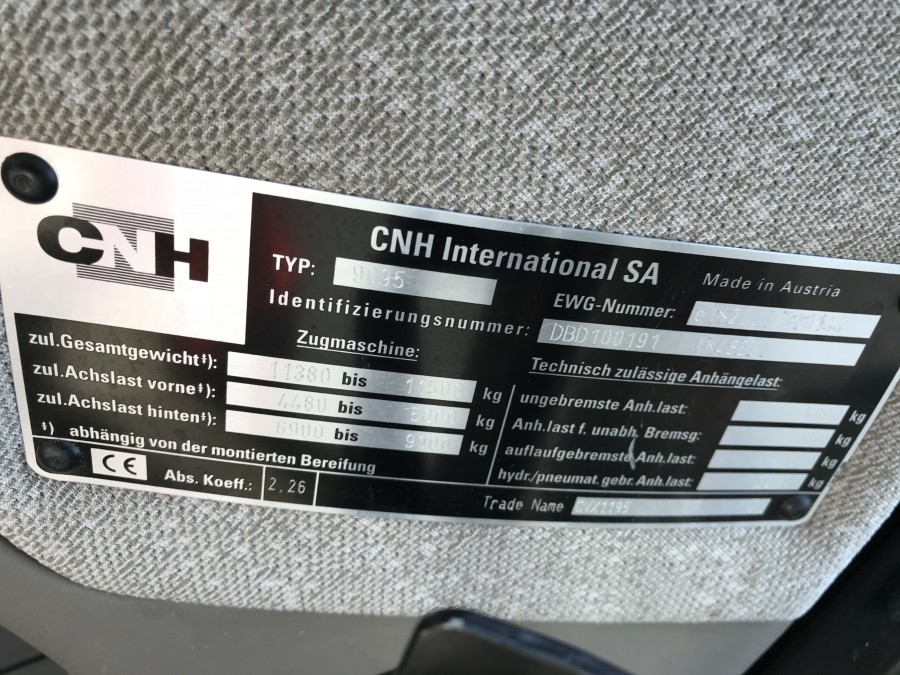 CNH
CNH International SA
Made in Austria
TYP: 9095
EWG-Nummer:
Identifizierungsnummer: DBD100191
Zugmaschine:
Technisch zulässige Anhängelast:
zul.Gesamtgewicht‡): 11380 bis kg
zul.Achslast vorne‡): 4480 bis kg
zul.Achslast hinten‡): 6900 bis kg
‡) abhängig von der montierten Bereifung
ungebremste Anh.last: kg
Anh.last f. unabh. Bremsg: kg
auflaufgebremste Anh.last: kg
hydr./pneumat.gebr.Anh.last: kg
CE
Abs. Koeff.: 2.26
Trade Name CVX1195